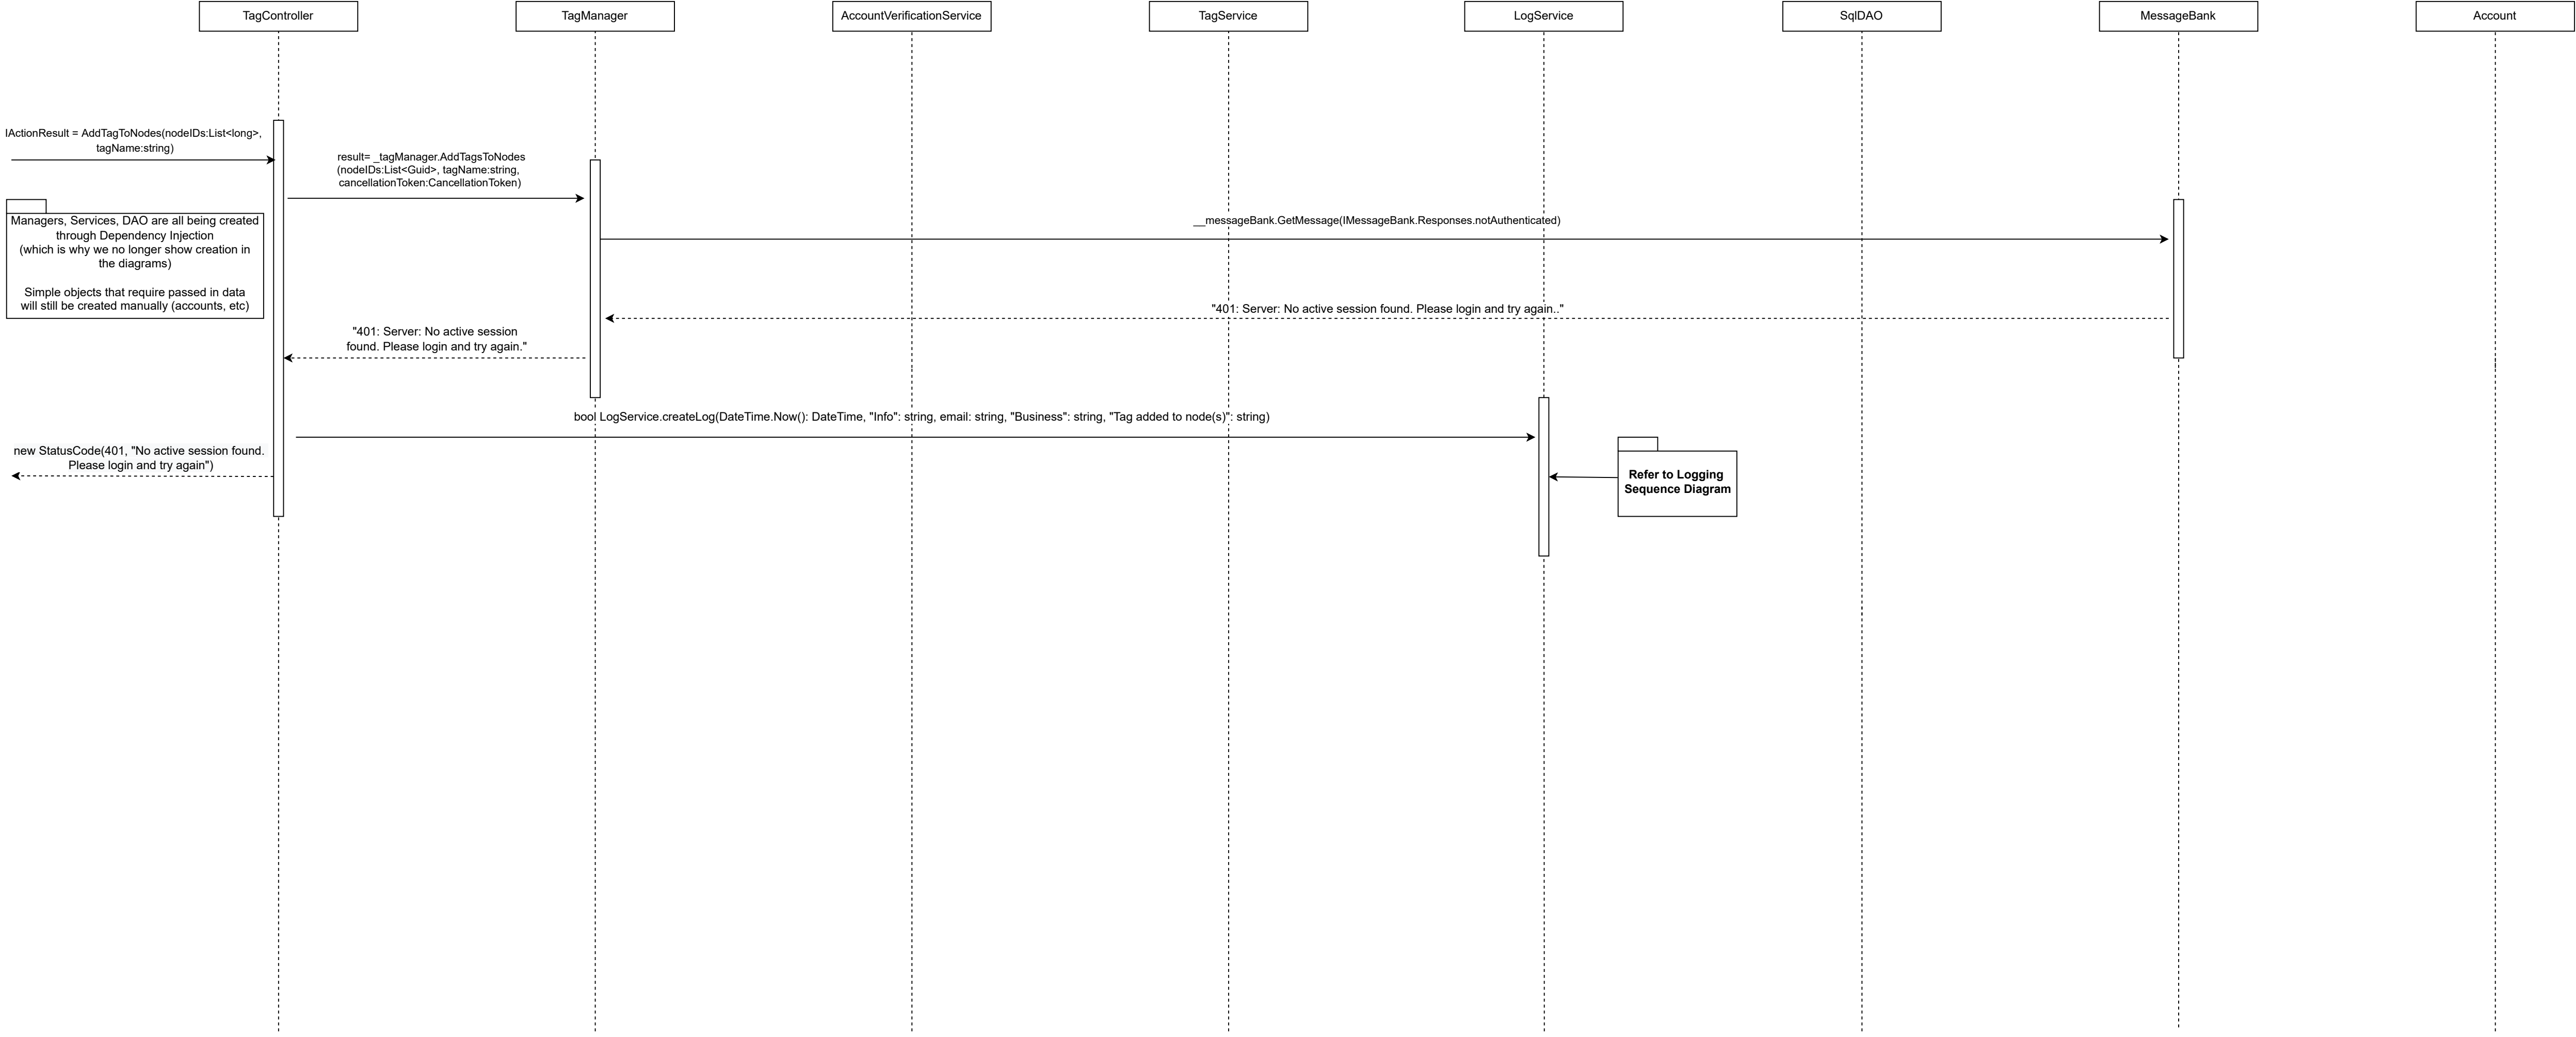 TagController
TagManager
AccountVerificationService
TagService
LogService
SqlDAO
MessageBank
Account
IActionResult = AddTagToNodes(nodeIDs:List<long>,
tagName:string)
result= _tagManager.AddTagsToNodes
(nodeIDs:List<Guid>, tagName:string,
cancellationToken:CancellationToken)
Managers, Services, DAO are all being created
through Dependency Injection
(which is why we no longer show creation in
the diagrams)
Simple objects that require passed in data
will still be created manually (accounts, etc)
__messageBank.GetMessage(IMessageBank.Responses.notAuthenticated)
"401: Server: No active session found. Please login and try again.."
"401: Server: No active session
found. Please login and try again."
bool LogService.createLog(DateTime.Now(): DateTime, "Info": string, email: string, "Business": string, "Tag added to node(s)": string)
new StatusCode(401, "No active session found.
Please login and try again")
Refer to Logging
Sequence Diagram